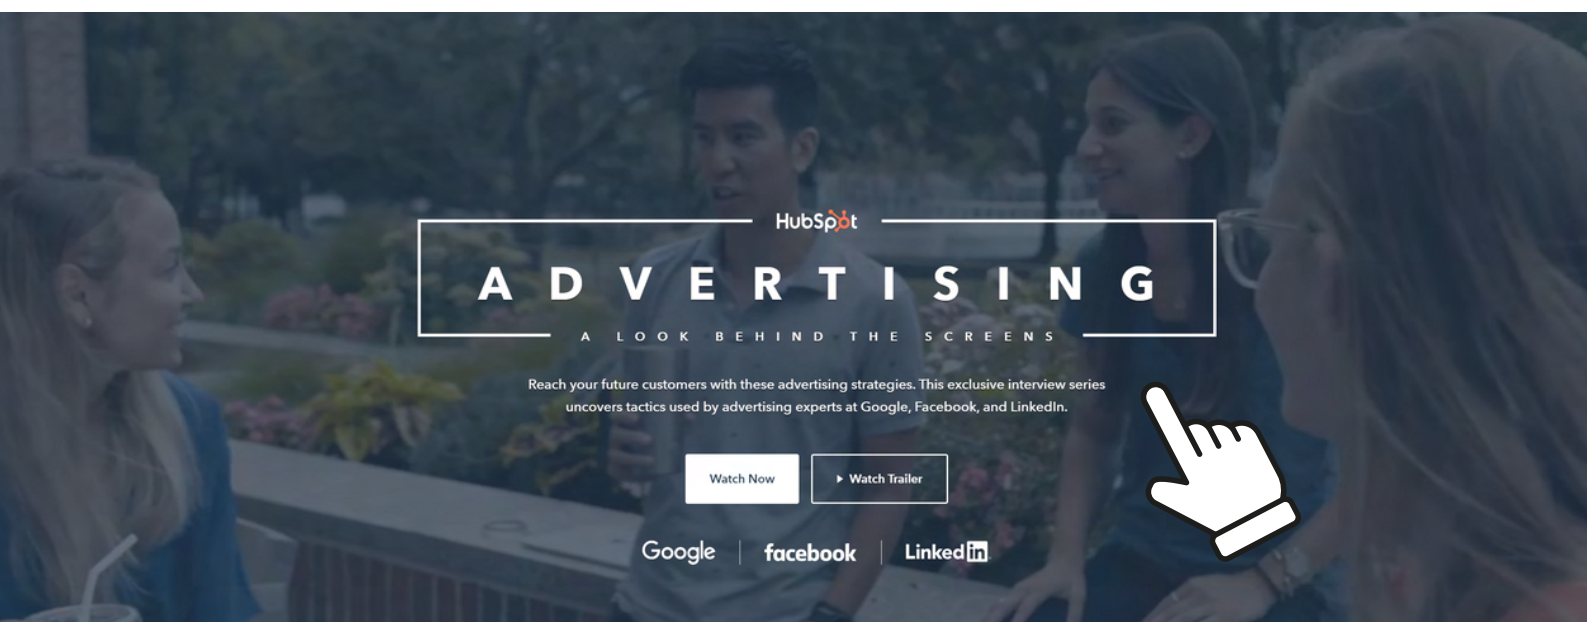 HubSpot
ADVERTISING
A LOOK BEHIND THE SCREENS
Reach your future customers with these advertising strategies. This exclusive interview series
uncovers tactics used by advertising experts at Google, Facebook, and LinkedIn.
Watch Now
Watch Trailer
Google
facebook
Linkedin